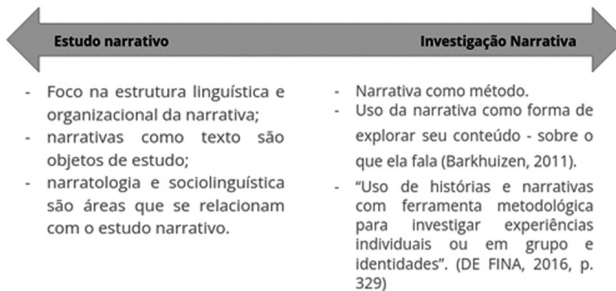 Estudo narrativo
Investigação Narrativa
- Foco na estrutura linguística e
organizacional da narrativa;
- narrativas como texto são
objetos de estudo;
- narratologia e sociolinguística
são áreas que se relacionam
com o estudo narrativo.
- Narrativa como método.
- Uso da narrativa como forma de
explorar seu conteúdo - sobre o
que ela fala (Barkhuizen, 2011).
- “Uso de histórias e narrativas
com ferramenta metodológica
para investigar experiências
individuais ou em grupo e
identidades”. (DE FINA, 2016, p.
329)